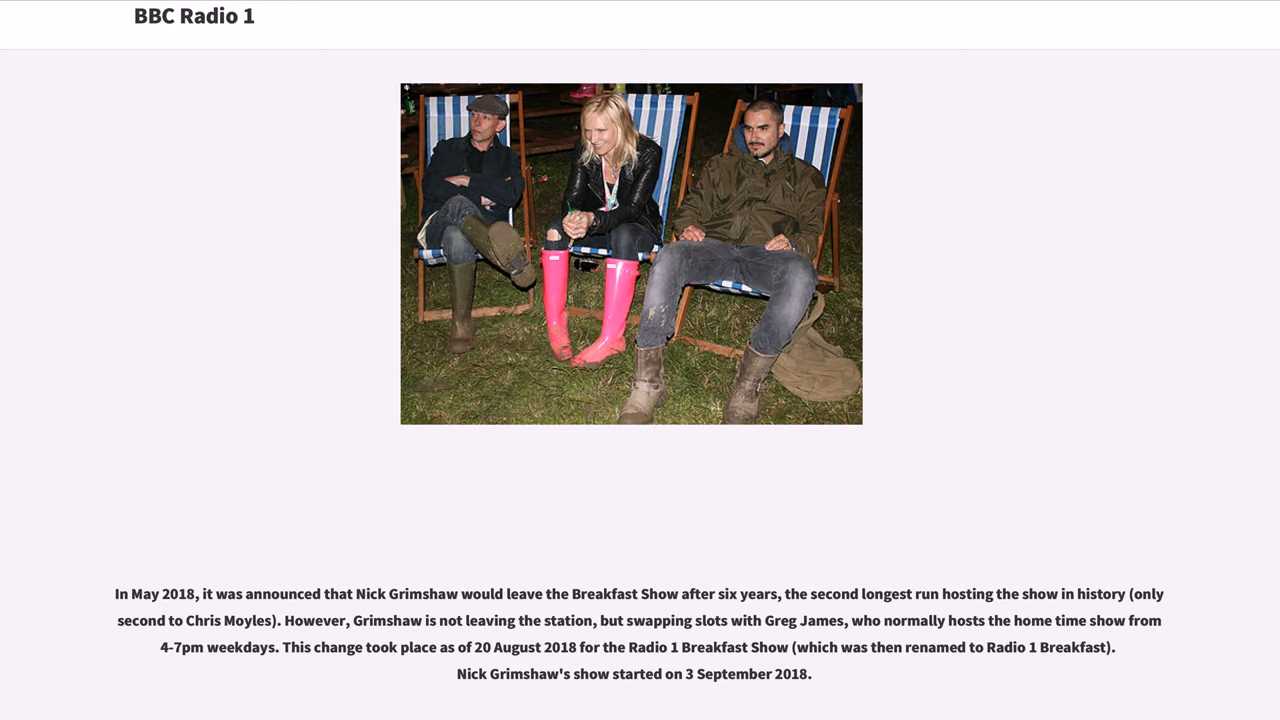 BBC Radio 1
In May 2018, it was announced that Nick Grimshaw would leave the Breakfast Show after six years, the second longest run hosting the show in history (only
second to Chris Moyles). However, Grimshaw is not leaving the station, but swapping slots with Greg James, who normally hosts the home time show from
4-7pm weekdays. This change took place as of 20 August 2018 for the Radio 1 Breakfast Show (which was then renamed to Radio 1 Breakfast).
Nick Grimshaw's show started on 3 September 2018.